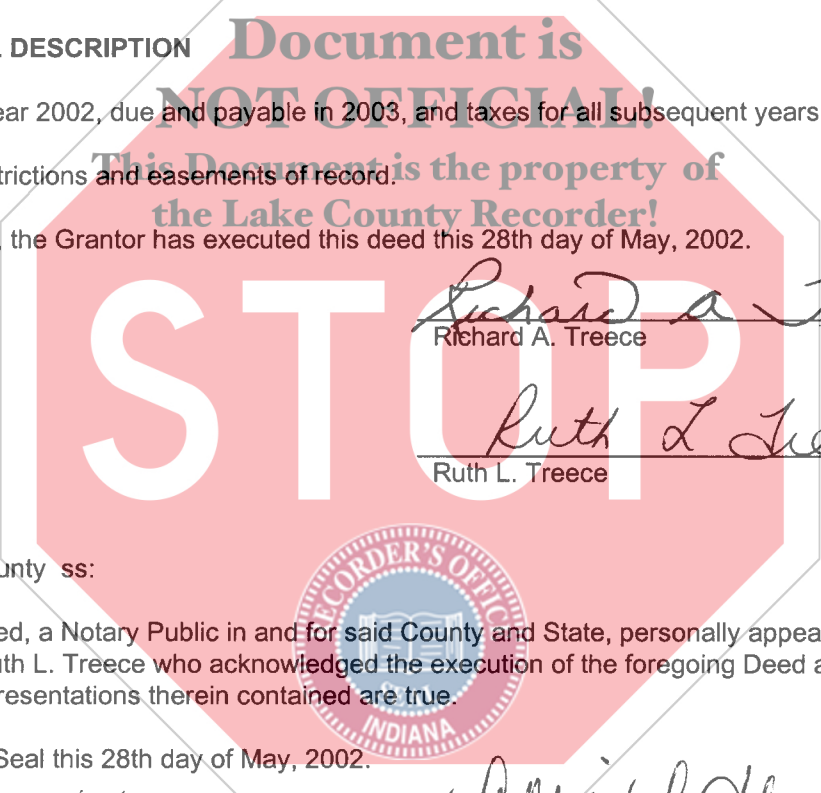 DESCRIPTION
Document is
ear 2002, due and payable in 2003, and taxes for all subsequent years
NOT OFFICIAL!
This Document is the property of
trictions and easements of record.
the Lake County Recorder!
, the Grantor has executed this deed this 28th day of May, 2002.
STOP
Richard A
Richard A. Treece
Ruth L Tre
Ruth L. Treece
RECORDER'S OFFICE
unty ss:
ed, a Notary Public in and for said County and State, personally appea
uth L. Treece who acknowledged the execution of the foregoing Deed a
resentations therein contained are true.
INDIANA
Seal this 28th day of May, 2002.